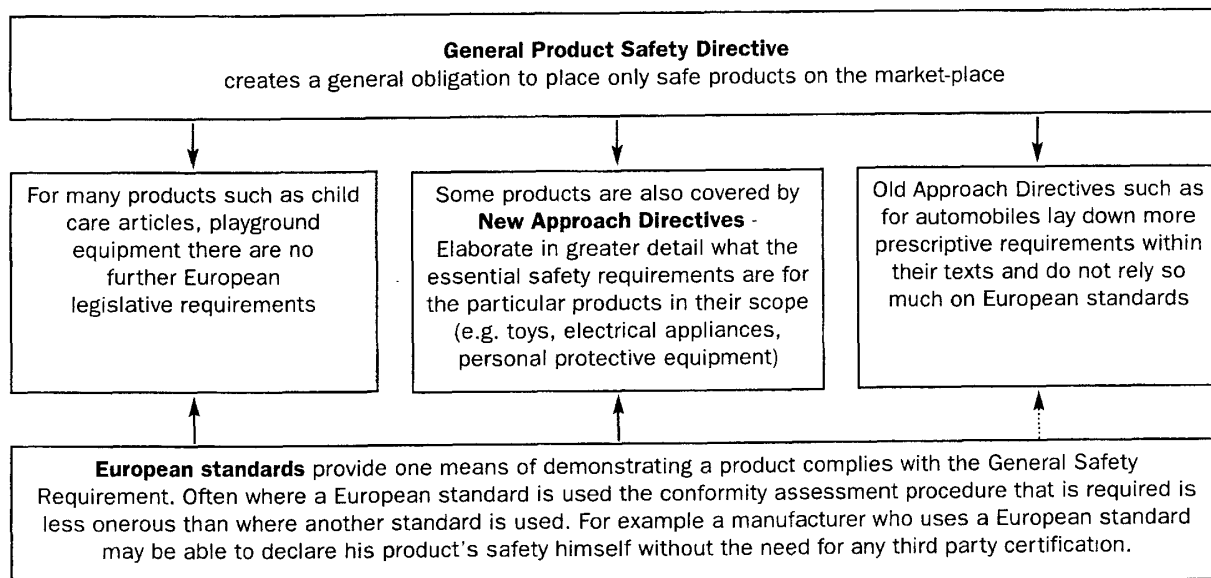 General Product Safety Directive
creates a general obligation to place only safe products on the market-place
For many products such as child
care articles, playground
equipment there are no
further European
legislative requirements
Some products are also covered by
New Approach Directives -
Elaborate in greater detail what the
essential safety requirements are for
the particular products in their scope
(e.g. toys, electrical appliances,
personal protective equipment)
Old Approach Directives such as
for automobiles lay down more
prescriptive requirements within
their texts and do not rely so
much on European standards
European standards provide one means of demonstrating a product complies with the General Safety
Requirement. Often where a European standard is used the conformity assessment procedure that is required is
less onerous than where another standard is used. For example a manufacturer who uses a European standard
may be able to declare his product's safety himself without the need for any third party certification.